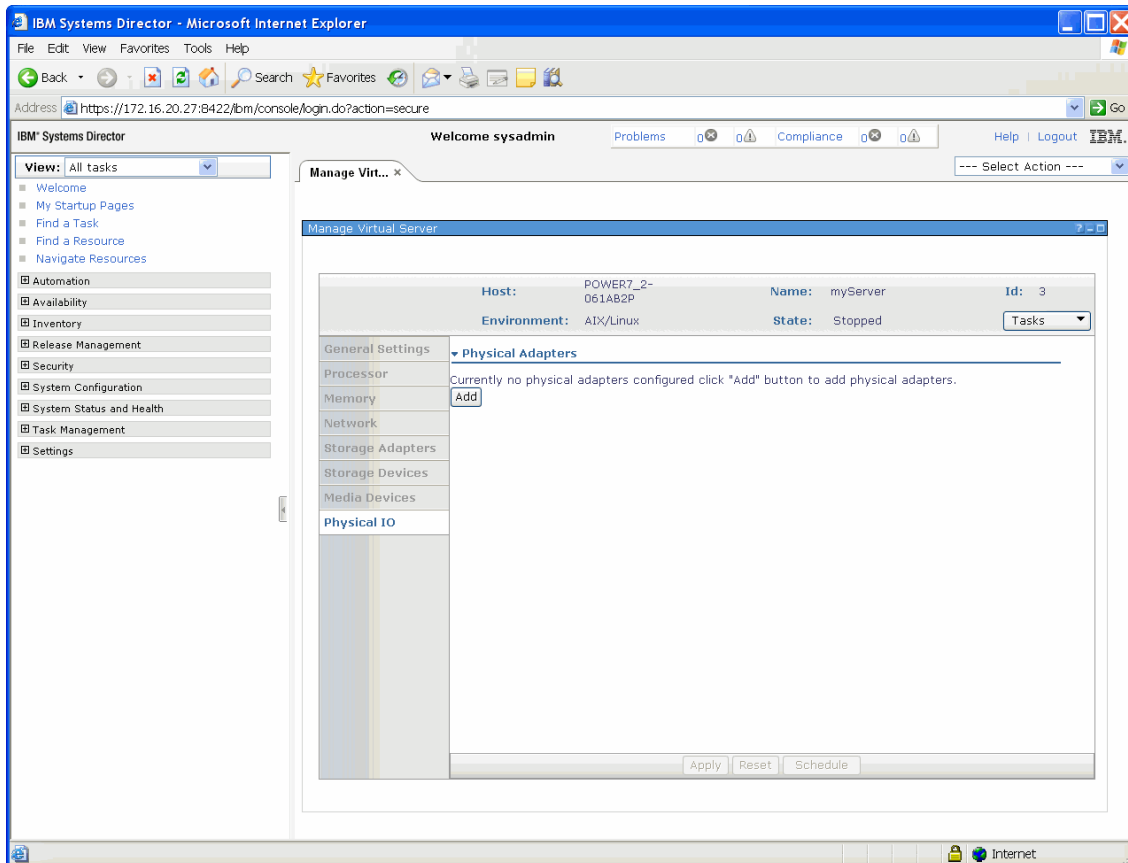 IBM Systems Director - Microsoft Internet Explorer
File Edit View Favorites Tools Help
Back Search Favorites
Address https://172.16.20.27:8422/ibm/console/login.do?action=secure Go
IBM® Systems Director Welcome sysadmin Problems 0 0 Compliance 0 0 Help | Logout IBM.
View: All tasks
Manage Virt... × --- Select Action ---
Welcome
My Startup Pages
Find a Task
Find a Resource
Navigate Resources
Automation
Availability
Inventory
Release Management
Security
System Configuration
System Status and Health
Task Management
Settings
Manage Virtual Server ?
Host: POWER7_2-
061AB2P
Name: myServer Id: 3
Environment: AIX/Linux State: Stopped Tasks
General Settings
Processor
Memory
Network
Storage Adapters
Storage Devices
Media Devices
Physical IO
Physical Adapters
Currently no physical adapters configured click "Add" button to add physical adapters.
Add
Apply Reset Schedule
Internet